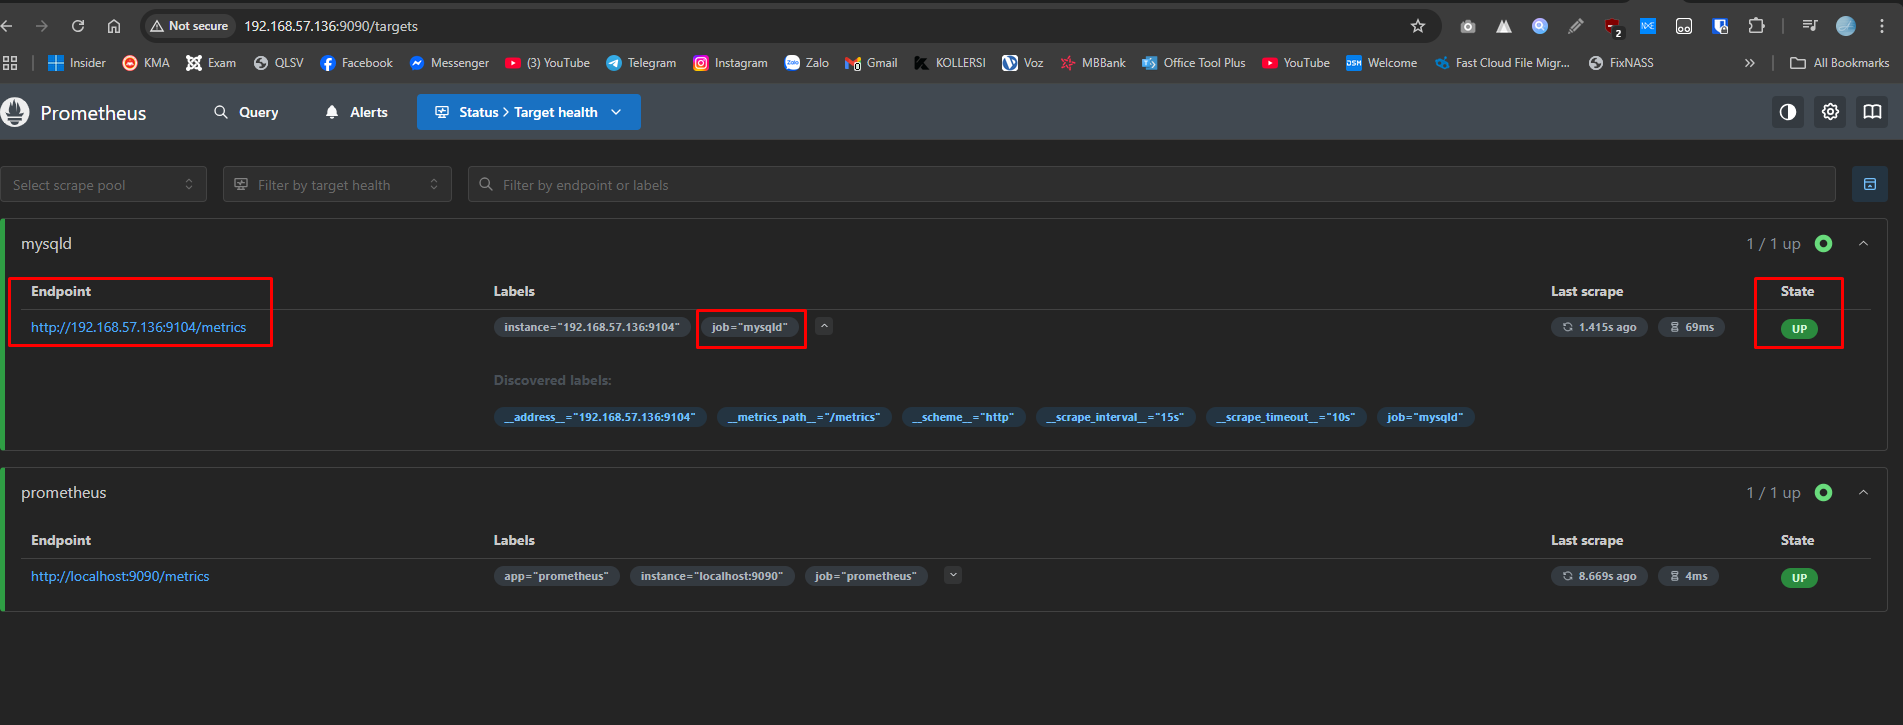 Not secure 192.168.57.136:9090/targets 2
Insider KMA Exam QLSV Facebook Messenger (3) YouTube Telegram Instagram Zalo Gmail KOLLERSI Voz MBBank Office Tool Plus YouTube Welcome Fast Cloud File Migr... FixNASS » All Bookmarks
Prometheus Query Alerts Status > Target health
Select scrape pool Filter by target health Filter by endpoint or labels
mysqld 1 / 1 up
Endpoint Labels Last scrape State
http://192.168.57.136:9104/metrics instance="192.168.57.136:9104" job="mysqld" 1.415s ago 69ms UP
Discovered labels:
__address__="192.168.57.136:9104" __metrics_path__="/metrics" __scheme__="http" __scrape_interval__="15s" __scrape_timeout__="10s" job="mysqld"
prometheus 1 / 1 up
Endpoint Labels Last scrape State
http://localhost:9090/metrics app="prometheus" instance="localhost:9090" job="prometheus" 8.669s ago 4ms UP